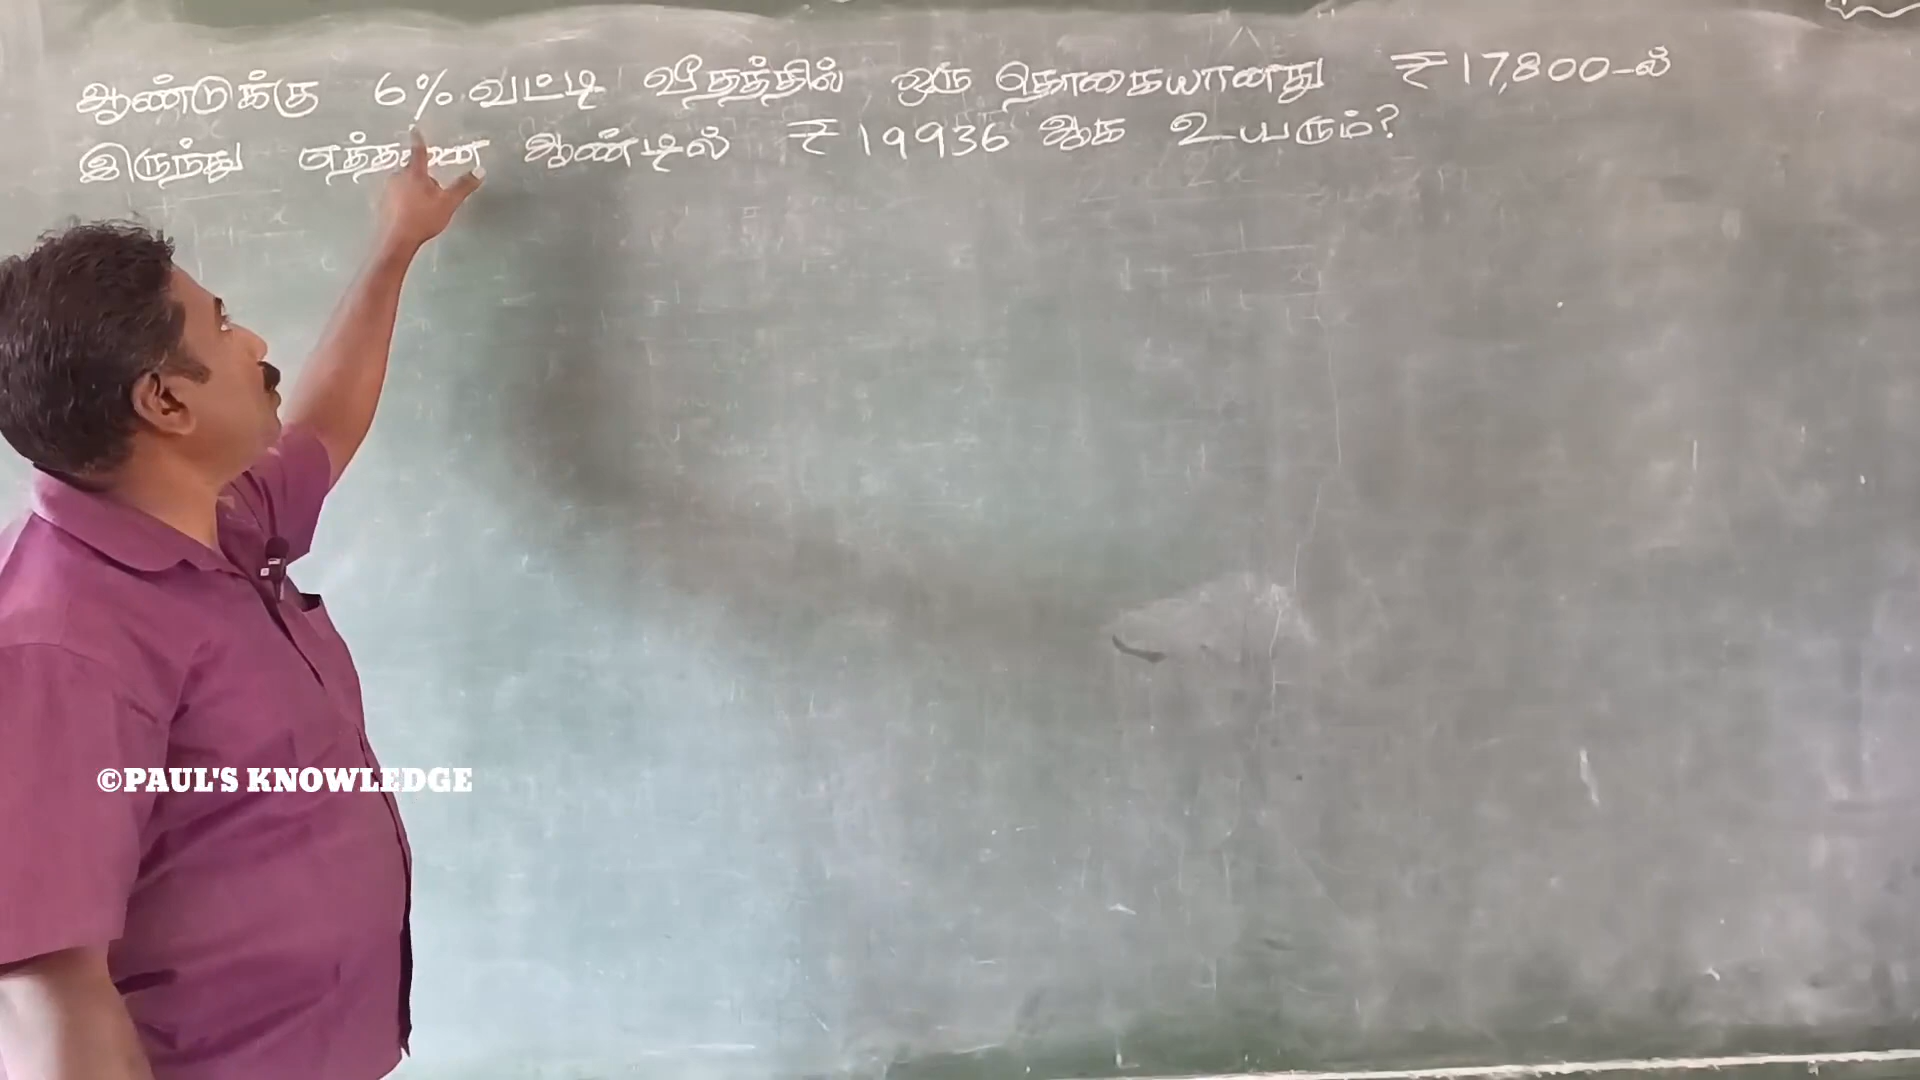 ஆண்டுக்கு 6% வட்டி வீதத்தில் ஒரு தொகையானது ₹17,800-ல்
இருந்து எத்தனை ஆண்டில் ₹19936 ஆக உயரும்?
©PAUL'S KNOWLEDGE